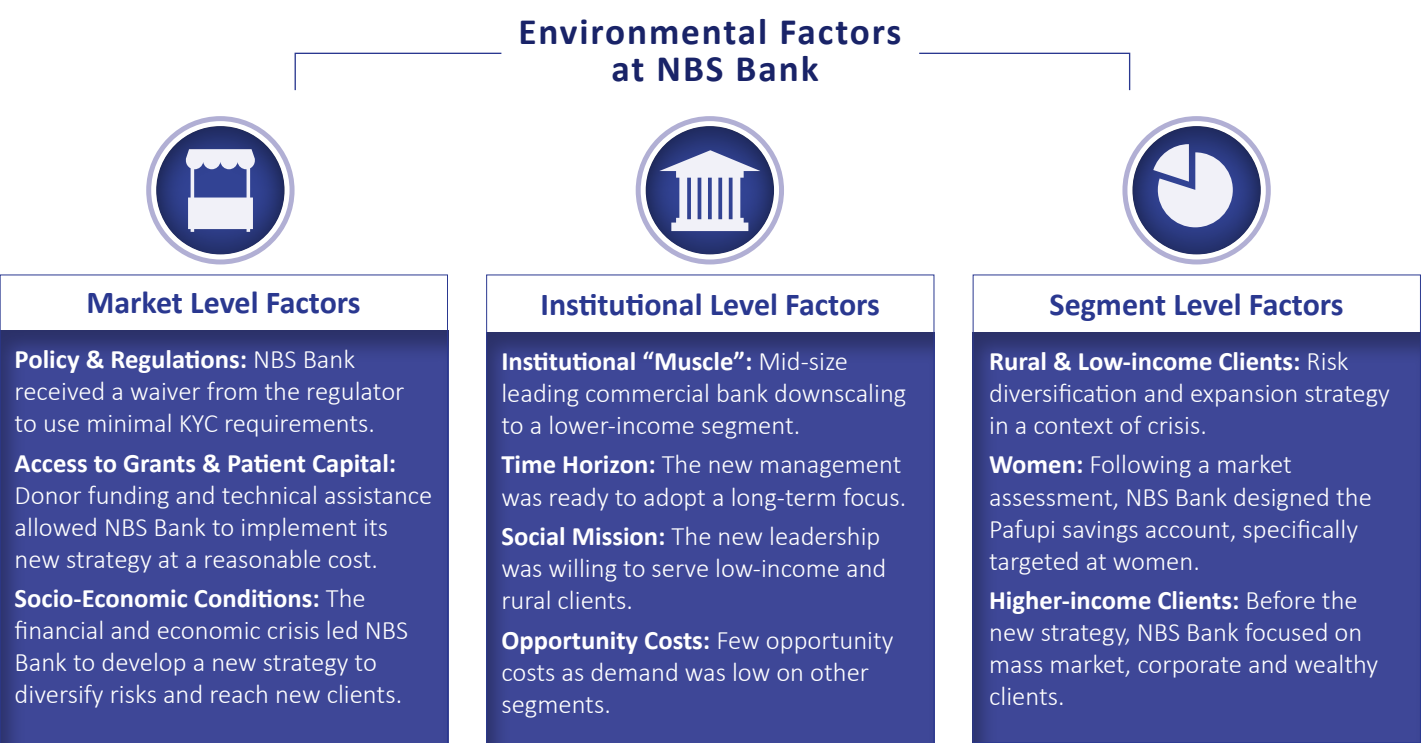 Environmental Factors
at NBS Bank
Market Level Factors
Policy & Regulations: NBS Bank
received a waiver from the regulator
to use minimal KYC requirements.
Access to Grants & Patient Capital:
Donor funding and technical assistance
allowed NBS Bank to implement its
new strategy at a reasonable cost.
Socio-Economic Conditions: The
financial and economic crisis led NBS
Bank to develop a new strategy to
diversify risks and reach new clients.
Institutional Level Factors
Institutional “Muscle”: Mid-size
leading commercial bank downscaling
to a lower-income segment.
Time Horizon: The new management
was ready to adopt a long-term focus.
Social Mission: The new leadership
was willing to serve low-income and
rural clients.
Opportunity Costs: Few opportunity
costs as demand was low on other
segments.
Segment Level Factors
Rural & Low-income Clients: Risk
diversification and expansion strategy
in a context of crisis.
Women: Following a market
assessment, NBS Bank designed the
Pafupi savings account, specifically
targeted at women.
Higher-income Clients: Before the
new strategy, NBS Bank focused on
mass market, corporate and wealthy
clients.